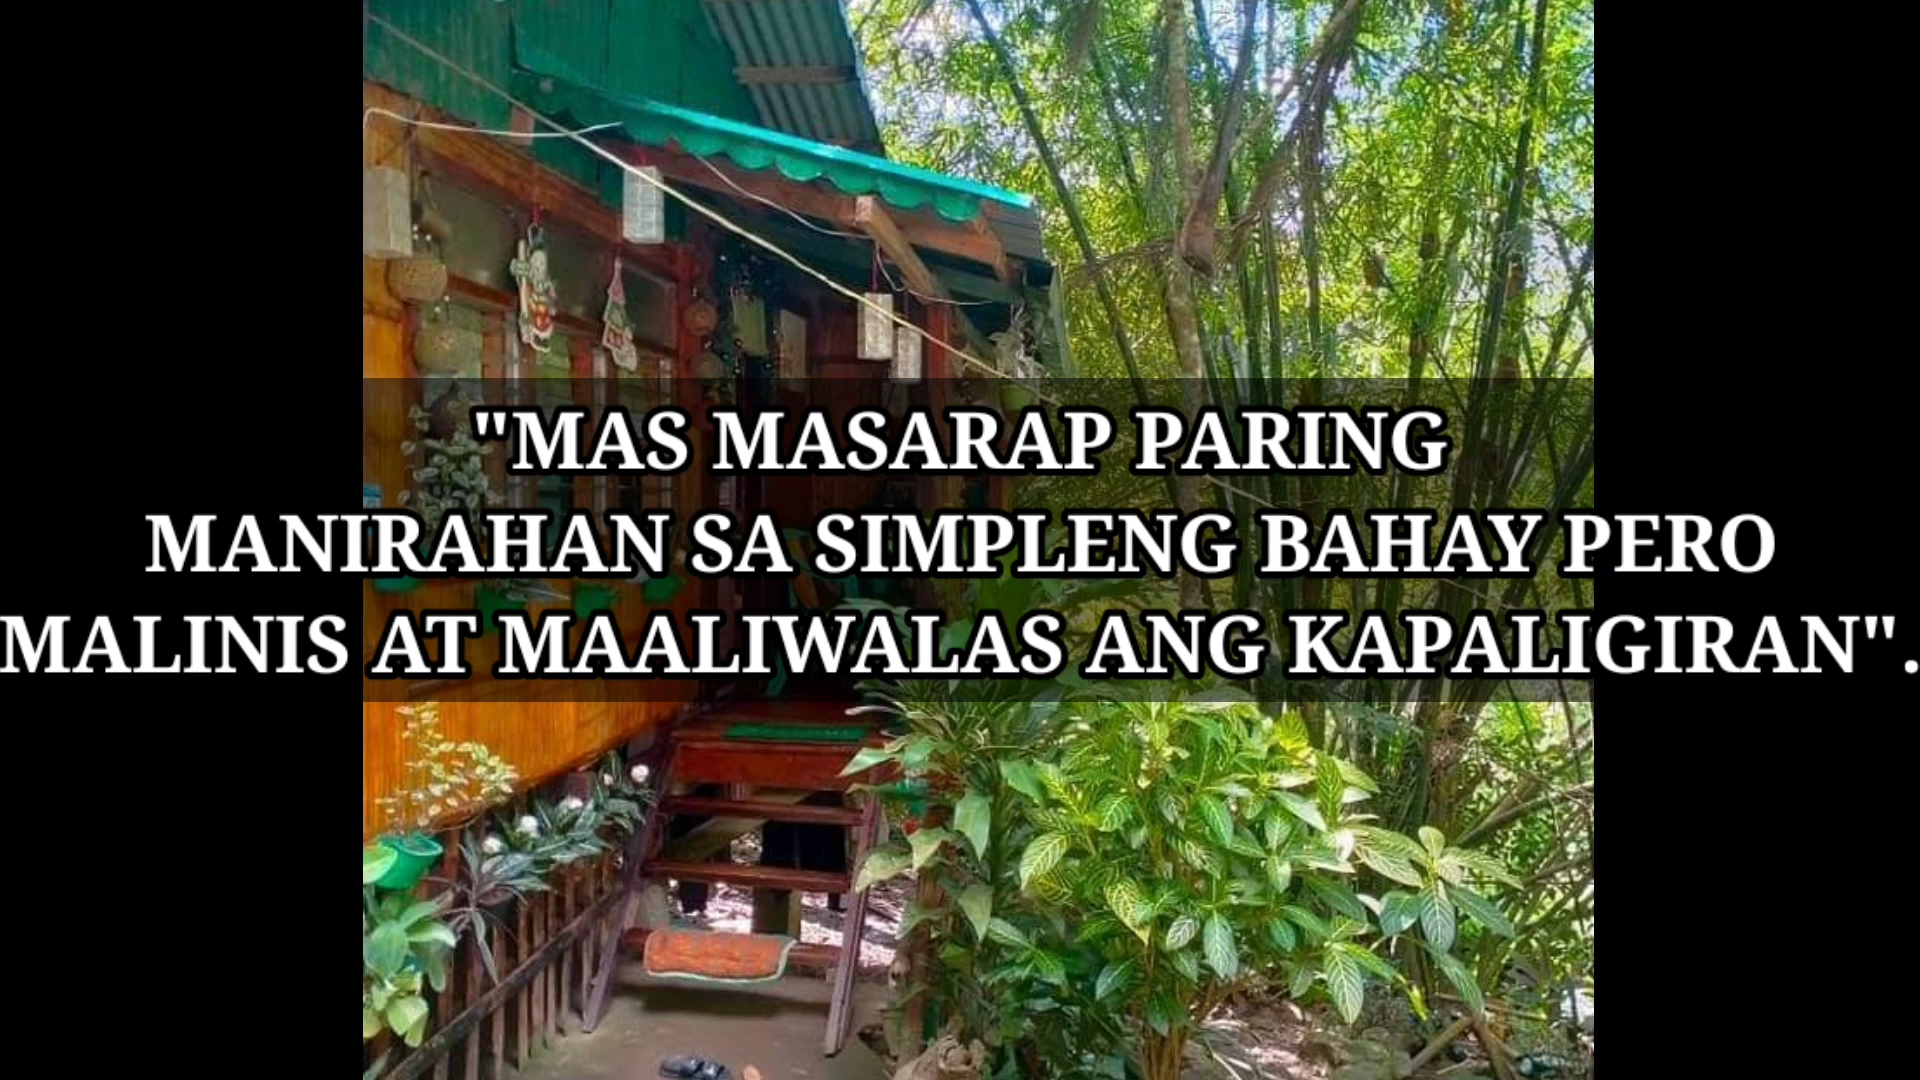 "MAS MASARAP PARING
MANIRAHAN SA SIMPLENG BAHAY PERO
MALINIS AT MAALIWALAS ANG KAPALIGIRAN".